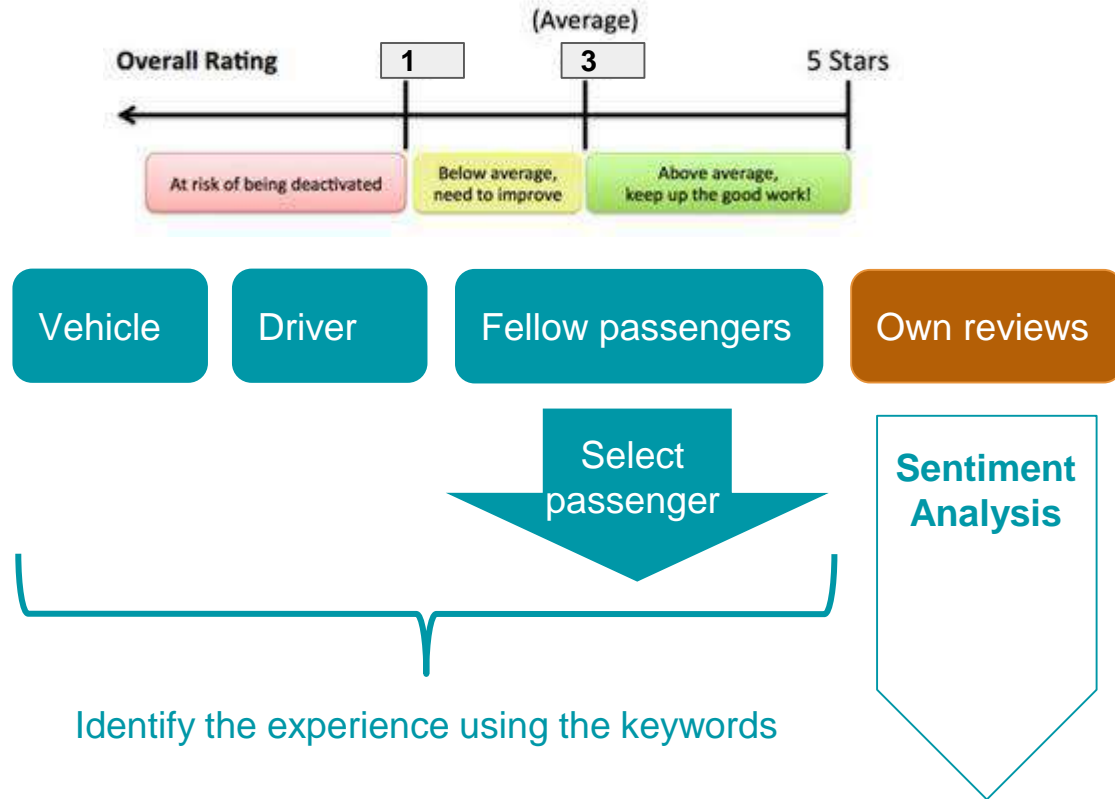 (Average)
Overall Rating 1 3 5 Stars
At risk of being deactivated
Below average,
need to improve
Above average,
keep up the good work!
Vehicle Driver Fellow passengers Own reviews
Select
passenger
Sentiment
Analysis
Identify the experience using the keywords